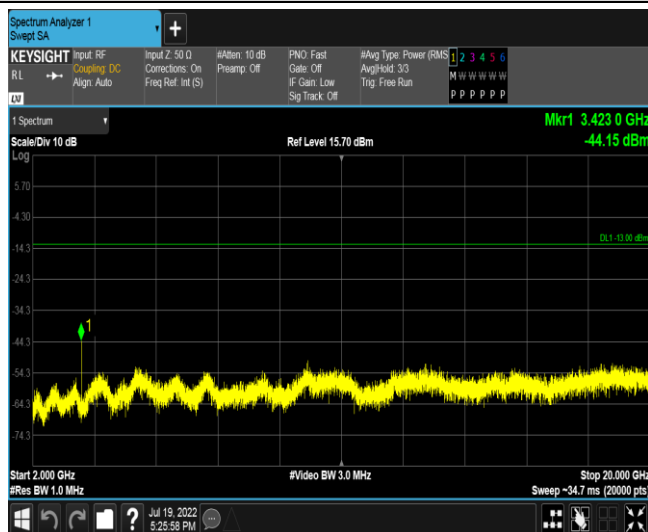 Spectrum Analyzer 1
Swept SA
+
KEYSIGHT Input: RF Input Z: 50 Ω #Atten: 10 dB PNO: Fast #Avg Type: Power (RMS 1 2 3 4 5 6
RL Coupling: DC Corrections: On Preamp: Off Gate: Off Avg|Hold: 3/3 M W W W W W
Align: Auto Freq Ref: Int (S) IF Gain: Low Trig: Free Run
Sig Track: Off P P P P P P
LXI
1 Spectrum Mkr1 3.423 0 GHz
Scale/Div 10 dB Ref Level 15.70 dBm -44.15 dBm
Log
5.70
-4.30
DL1 -13.00 dBm
-14.3
-24.3
-34.3
1
-44.3
-54.3
-64.3
-74.3
Start 2.000 GHz #Video BW 3.0 MHz Stop 20.000 GHz
#Res BW 1.0 MHz Sweep ~34.7 ms (20000 pts)
? Jul 19, 2022
5:25:58 PM